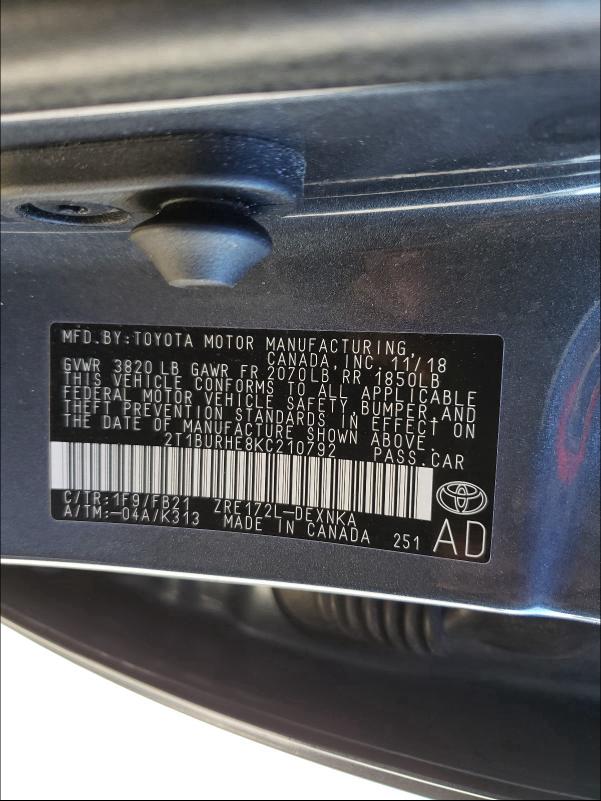 MFD.BY:TOYOTA MOTOR MANUFACTURING,
CANADA, INC. 11/18
GVWR 3820 LB GAWR FR 2070LB RR 1850LB
THIS VEHICLE CONFORMS TO ALL APPLICABLE
FEDERAL MOTOR VEHICLE SAFETY,BUMPER,AND
THEFT PREVENTION STANDARDS IN EFFECT ON
THE DATE OF MANUFACTURE SHOWN ABOVE.
2T1BURHE8KC210792 PASS.CAR
C/TR:1F9/FB21 ZRE172L-DEXNKA
A/TM:-04A/K313 MADE IN CANADA 251
AD